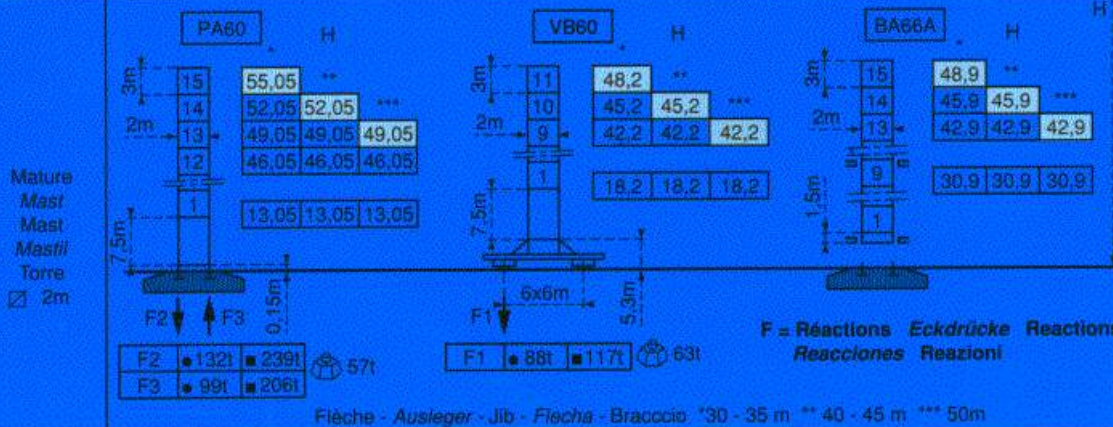 H
PA60
* H
15 55,05 **
14 52,05 52,05 ***
13 49,05 49,05 49,05
12 46,05 46,05 46,05
1 13,05 13,05 13,05
3m
2m
7,5m
0,15m
F2 F3
F2 ● 132t ■ 239t
F3 ● 99t ■ 206t
57t
VB60
* H
11 48,2 **
10 45,2 45,2 ***
9 42,2 42,2 42,2
1 18,2 18,2 18,2
3m
2m
7,5m
6x6m
5,3m
F1
F1 ● 88t ■ 117t
63t
BA66A
* H
15 48,9 **
14 45,9 45,9 ***
13 42,9 42,9 42,9
9 30,9 30,9 30,9
1
3m
2m
1,5m
Mature
Mast
Mast
Mastil
Torre
2m
F = Réactions Eckdrücke Reactions
Reacciones Reazioni
Flèche - Ausleger - Jib - Flecha - Bracccio *30 - 35 m ** 40 - 45 m *** 50m